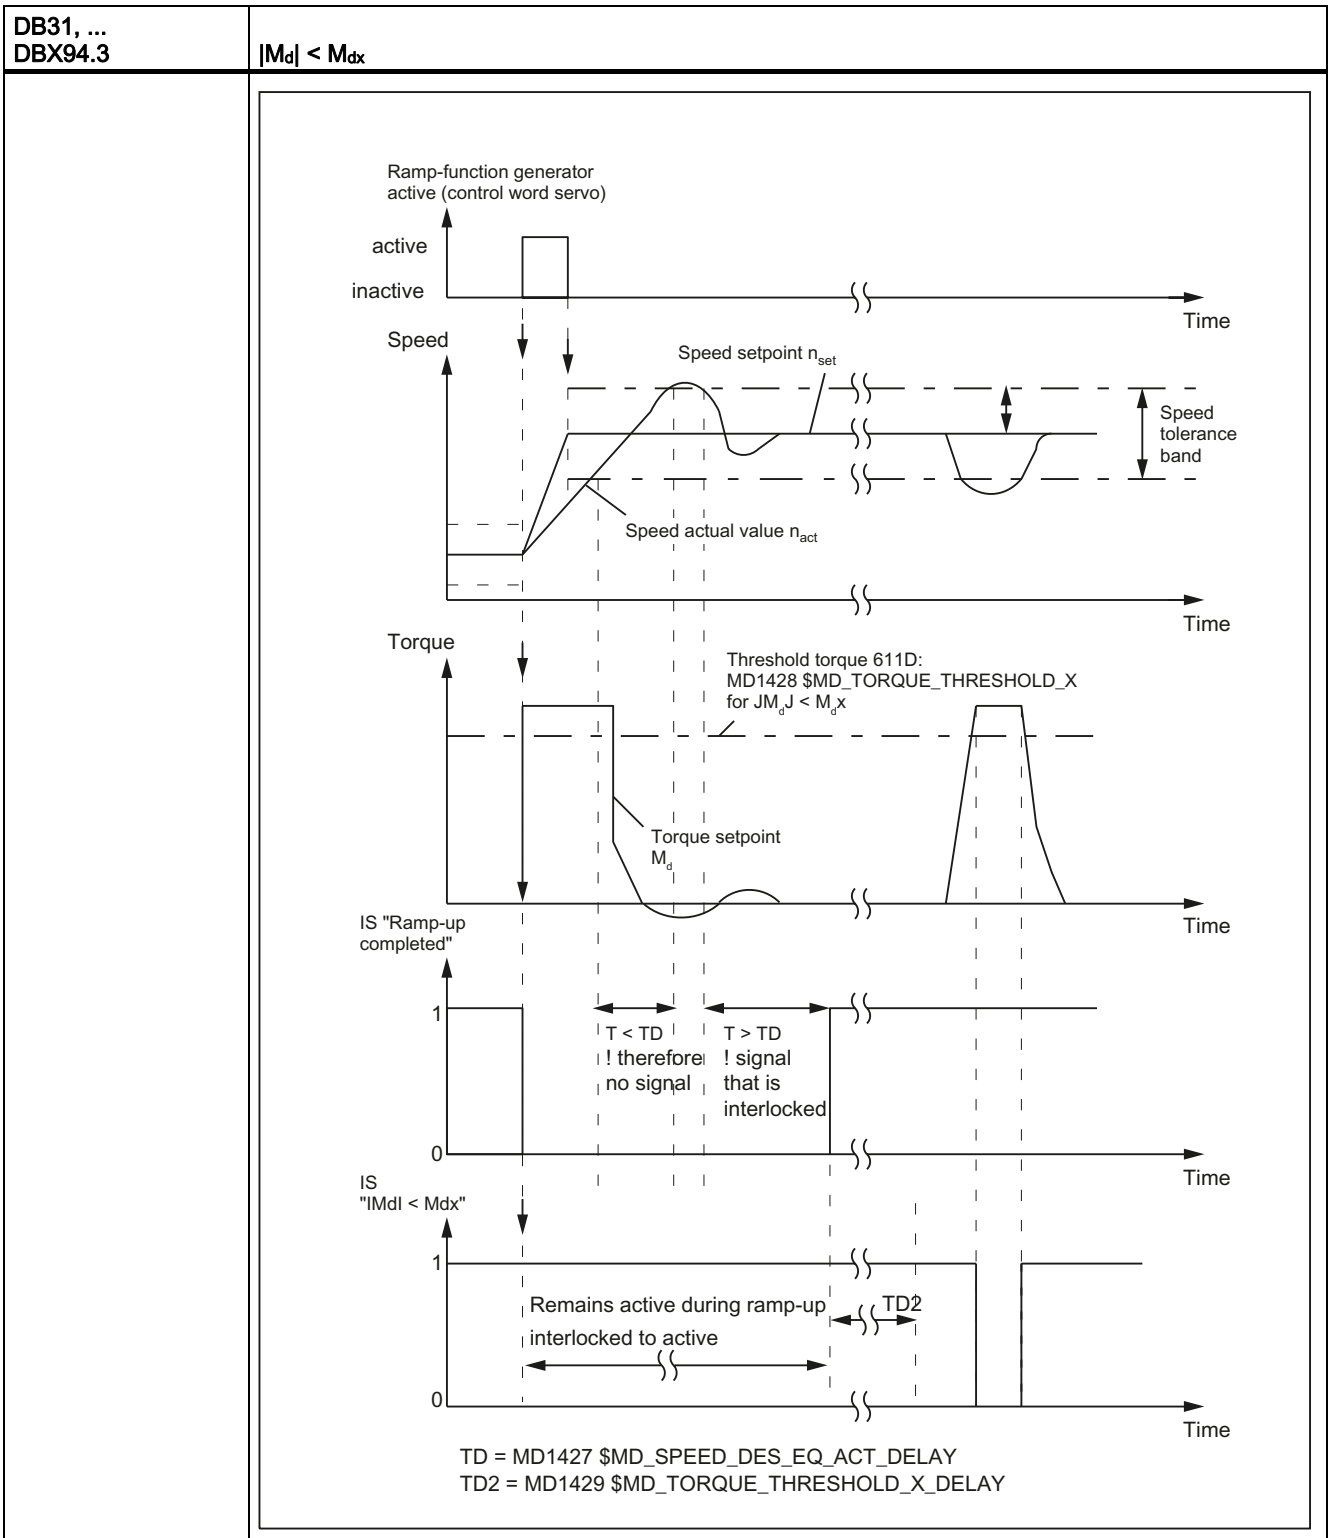 DB31, ...
DBX94.3
|Md| < Mdx
Ramp-function generator
active (control word servo)
active
inactive
Time
Speed
Speed setpoint nset
Speed
tolerance
band
Speed actual value nact
Time
Torque
Threshold torque 611D:
MD1428 $MD_TORQUE_THRESHOLD_X
for JMdJ < Mdx
Torque setpoint
Md
Time
IS "Ramp-up
completed"
1
T < TD
! therefore
no signal
T > TD
! signal
that is
interlocked
0
Time
IS
"IMdI < Mdx"
1
Remains active during ramp-up
interlocked to active
TD2
0
Time
TD = MD1427 $MD_SPEED_DES_EQ_ACT_DELAY
TD2 = MD1429 $MD_TORQUE_THRESHOLD_X_DELAY